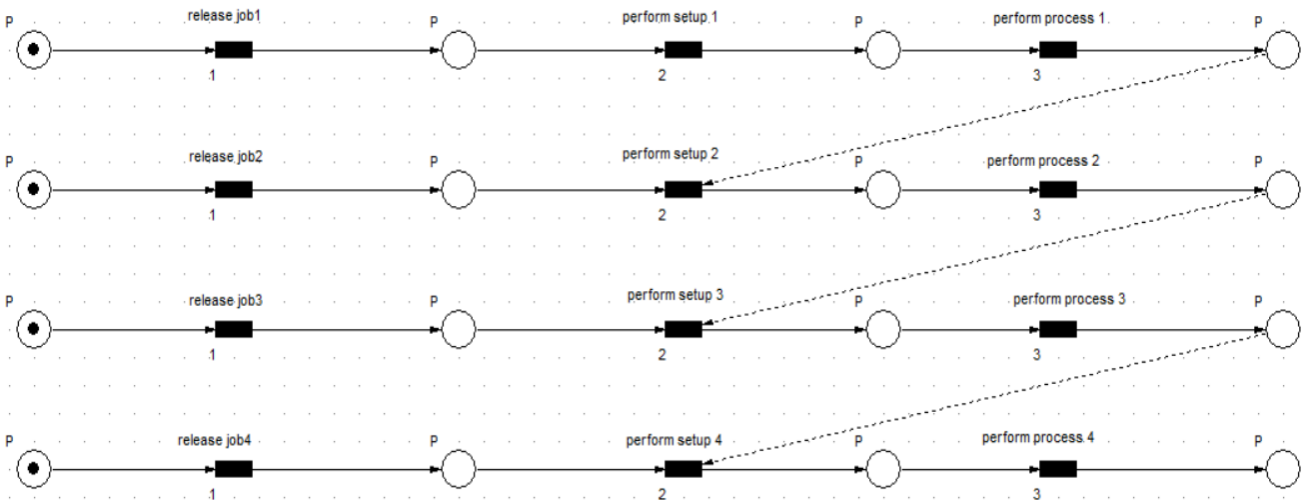 release job1 perform setup 1 perform process 1
P P P P
1 2 3
release job2 perform setup 2 perform process 2
P P P P
1 2 3
release job3 perform setup 3 perform process 3
P P P P
1 2 3
release job4 perform setup 4 perform process 4
P P P P
1 2 3